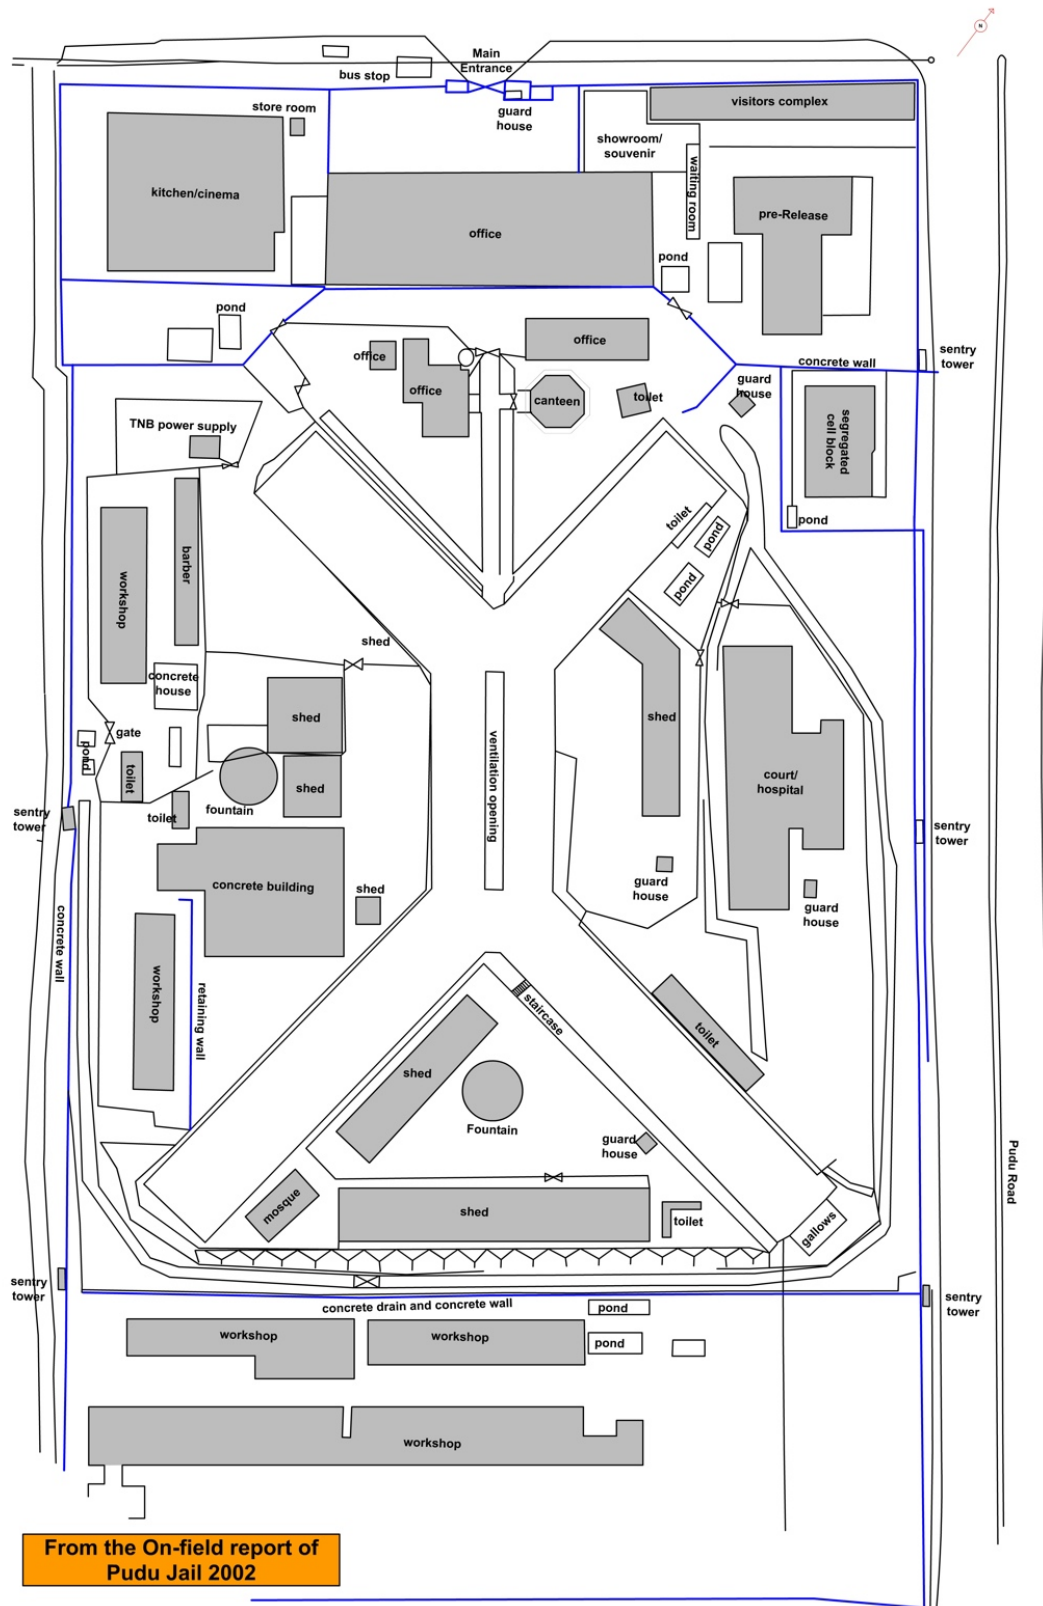 N
Main
Entrance
bus stop
guard
house
visitors complex
store room
showroom/
souvenir
waiting room
kitchen/cinema
pre-Release
office
pond
pond
office
office
office
canteen
toilet
guard
house
concrete wall
sentry
tower
segregated
cell block
pond
TNB power supply
toilet
pond
pond
barber
workshop
shed
concrete
house
shed
shed
gate
pond
toilet
ventilation opening
court/
hospital
shed
fountain
toilet
sentry
tower
sentry
tower
guard
house
guard
house
concrete building
shed
concrete wall
workshop
retaining wall
staircase
toilet
shed
Fountain
guard
house
Pudu Road
mosque
shed
toilet
gallows
sentry
tower
sentry
tower
concrete drain and concrete wall
pond
workshop
workshop
pond
workshop
From the On-field report of
Pudu Jail 2002